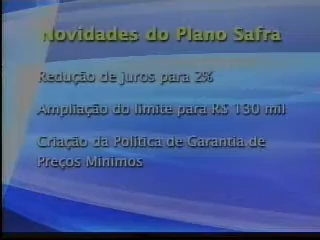 Novidades do Plano Safra
Redução de juros para 2%
Ampliação do limite para R$ 130 mil
Criação da Política de Garantia de
Preços Mínimos